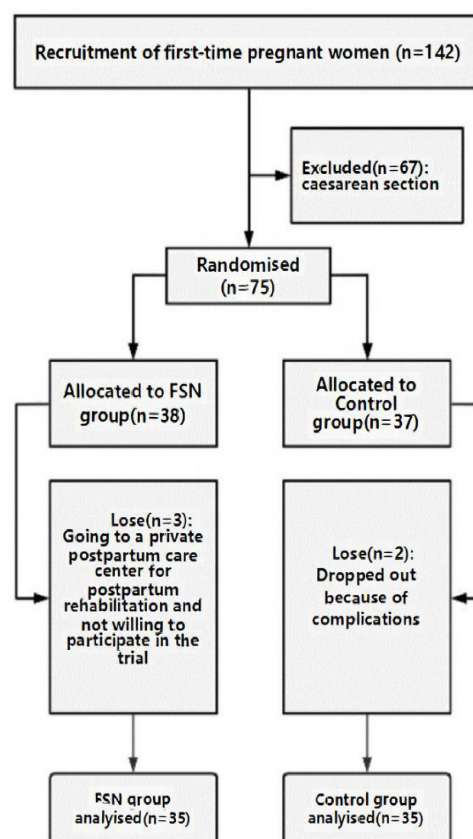 Recruitment of first-time pregnant women (n=142)
Excluded(n=67):
caesarean section
Randomised
(n=75)
Allocated to FSN
group(n=38)
Allocated to
Control
group(n=37)
Lose(n=3):
Going to a private
postpartum care
center for
postpartum
rehabilitation and
not willing to
participate in the
trial
Lose(n=2):
Dropped out
because of
complications
FSN group
analyised(n=35)
Control group
analyised(n=35)